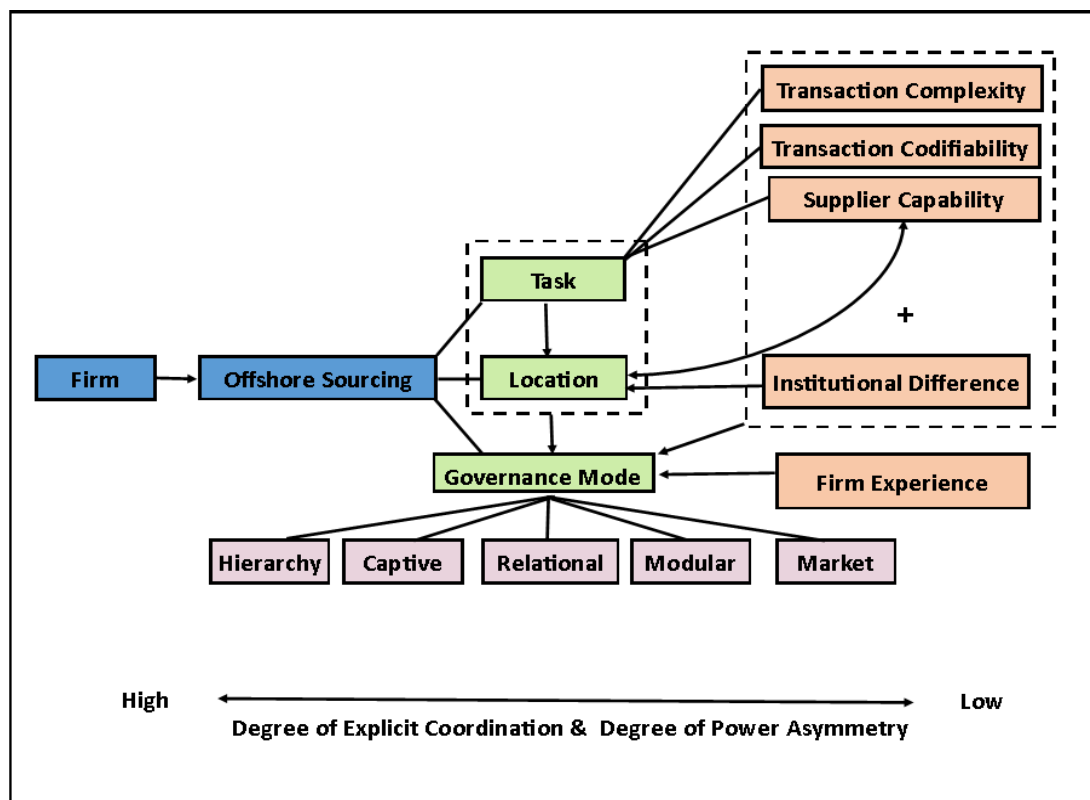 Transaction Complexity
Transaction Codifiability
Supplier Capability
Task
+
Firm
Offshore Sourcing
Location
Institutional Difference
Governance Mode
Firm Experience
Hierarchy
Captive
Relational
Modular
Market
High
Low
Degree of Explicit Coordination & Degree of Power Asymmetry